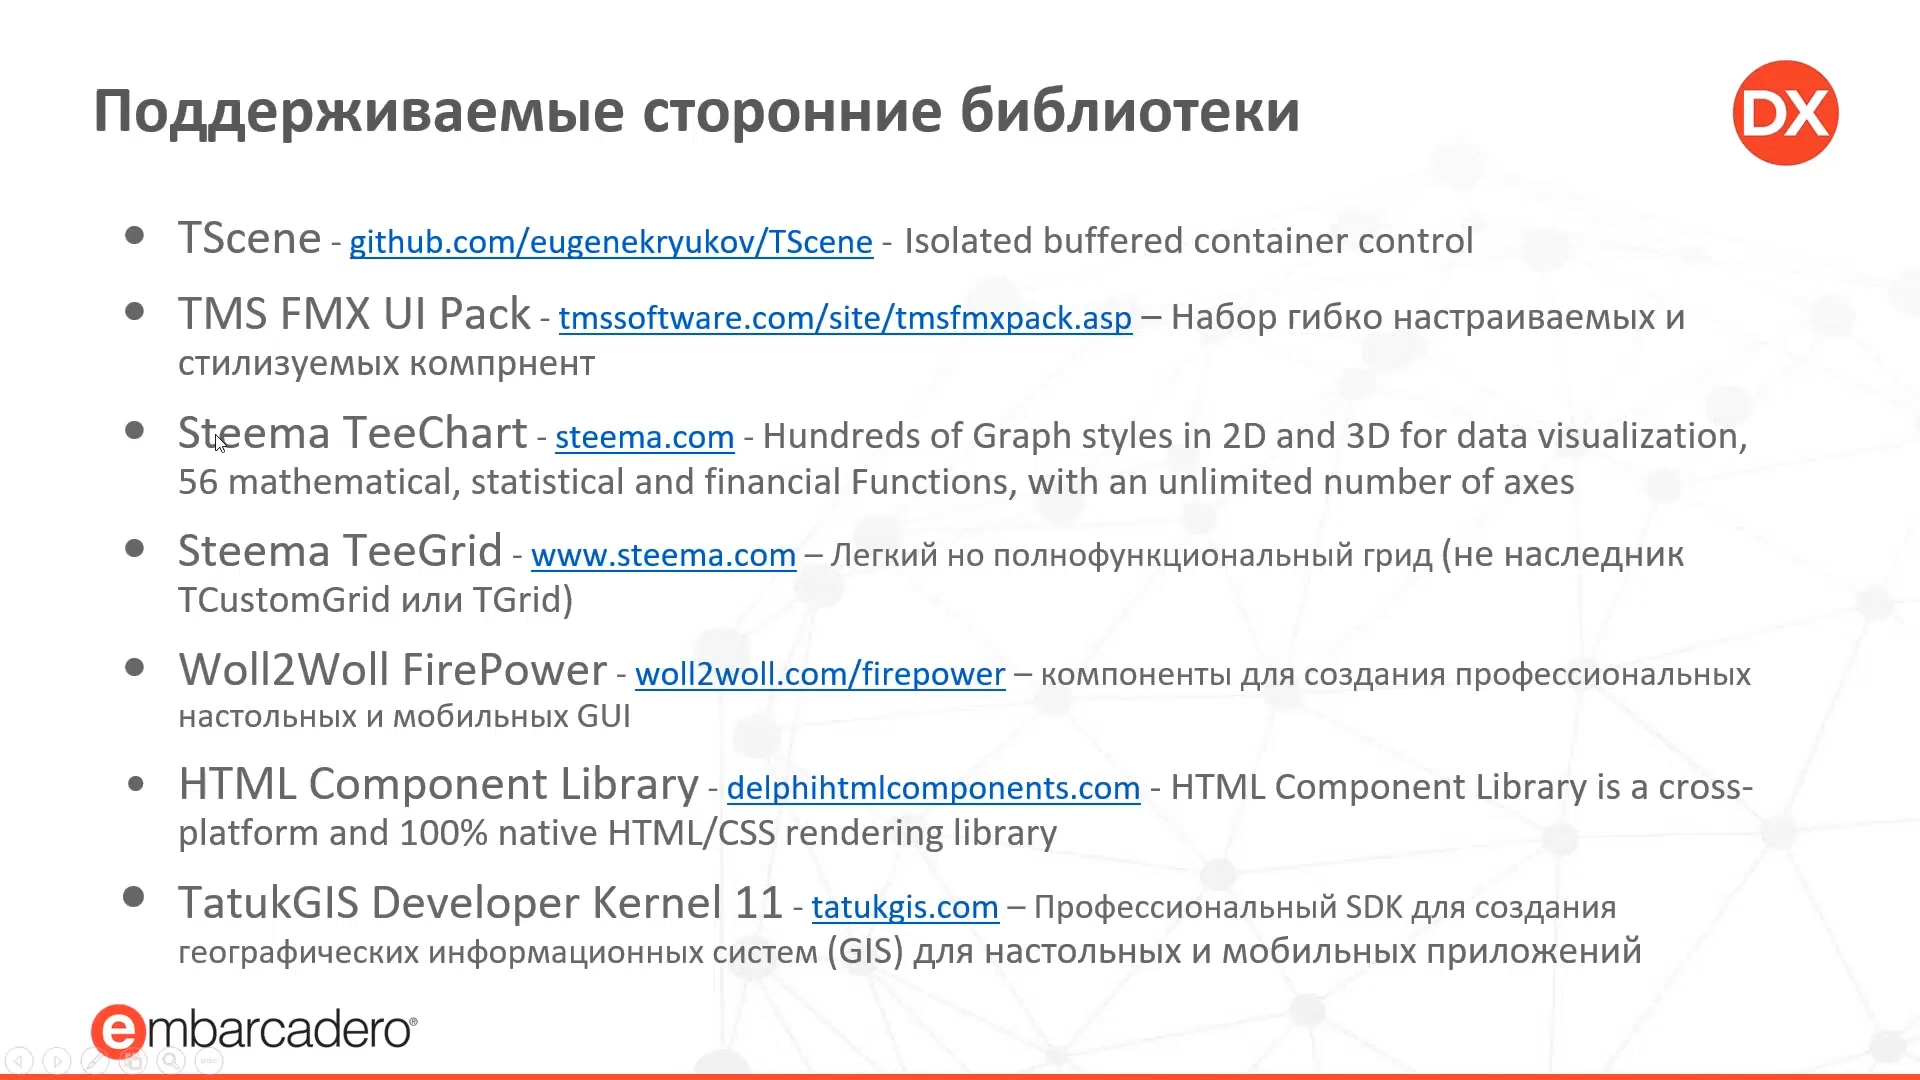 Поддерживаемые сторонние библиотеки
DX
• TScene - github.com/eugenekryukov/TScene - Isolated buffered container control
• TMS FMX UI Pack - tmssoftware.com/site/tmsfmxpack.asp – Набор гибко настраиваемых и
стилизуемых компрнент
• Steema TeeChart - steema.com - Hundreds of Graph styles in 2D and 3D for data visualization,
56 mathematical, statistical and financial Functions, with an unlimited number of axes
• Steema TeeGrid - www.steema.com – Легкий но полнофункциональный грид (не наследник
TCustomGrid или TGrid)
• Woll2Woll FirePower - woll2woll.com/firepower – компоненты для создания профессиональных
настольных и мобильных GUI
• HTML Component Library - delphihtmlcomponents.com - HTML Component Library is a cross-
platform and 100% native HTML/CSS rendering library
• TatukGIS Developer Kernel 11 - tatukgis.com – Профессиональный SDK для создания
географических информационных систем (GIS) для настольных и мобильных приложений
embarcadero®